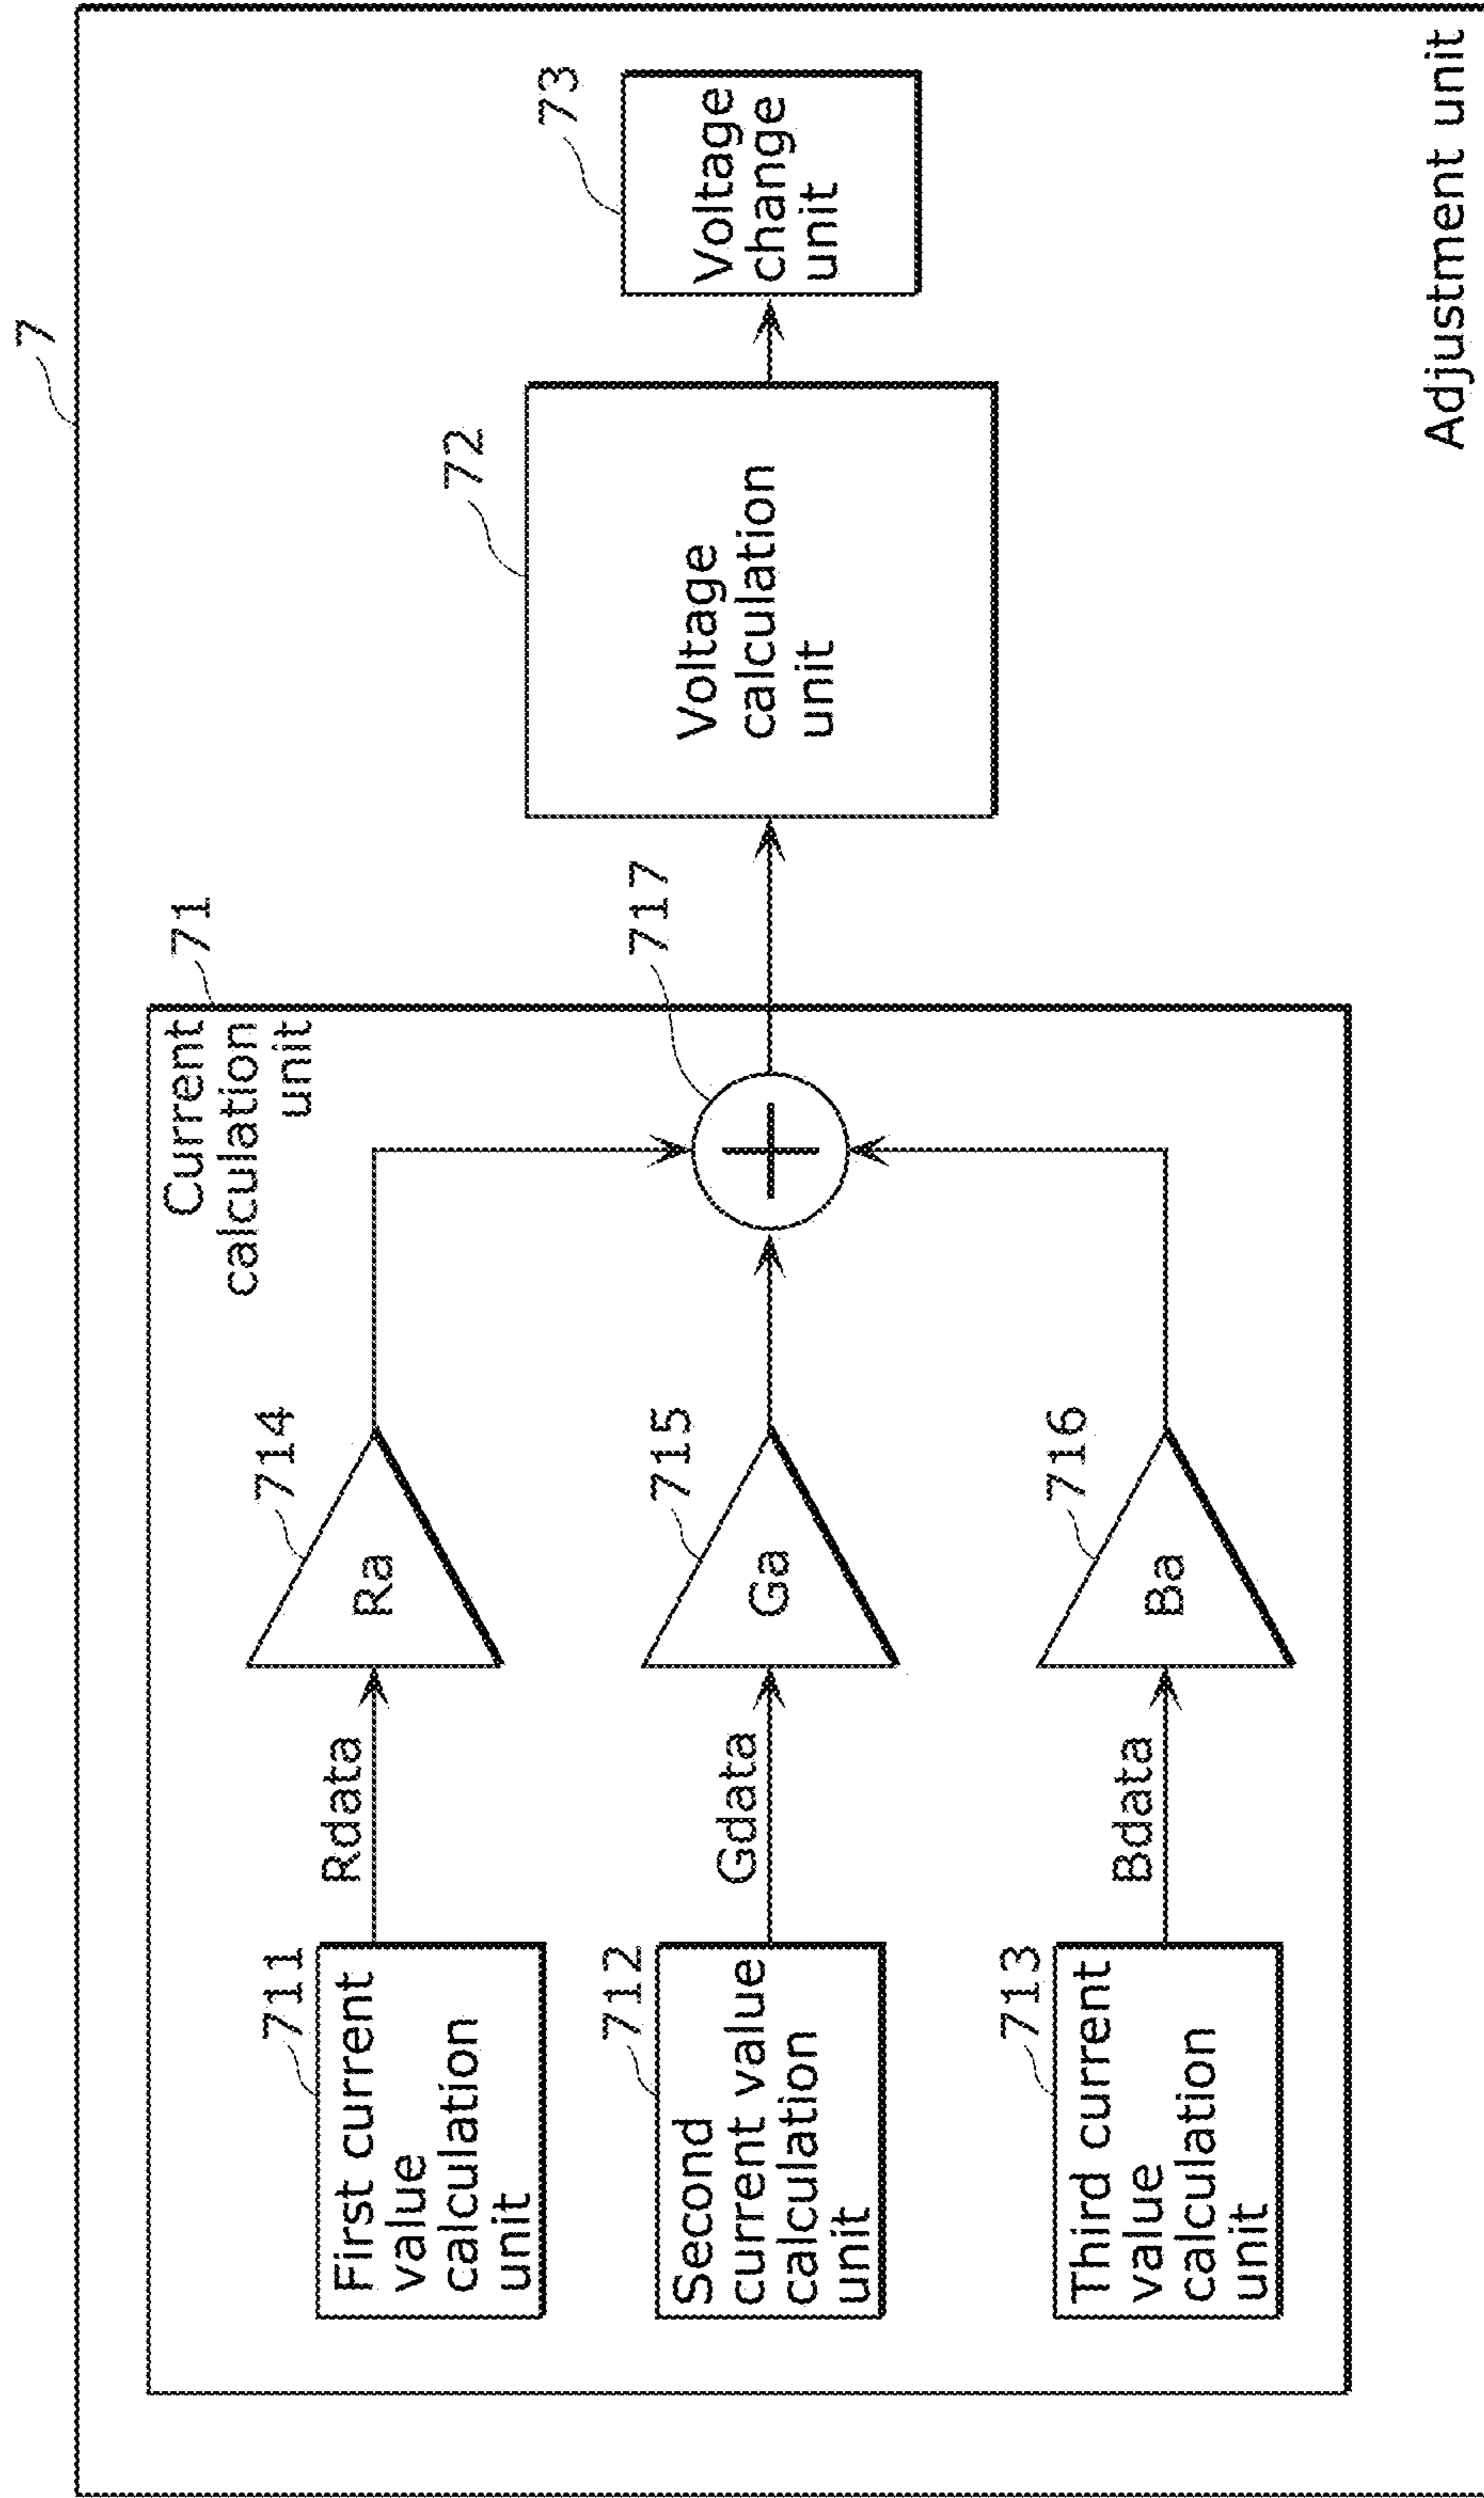 7
Current
calculation
unit
71
711
First current
value
calculation
unit
Rdata
714
Ra
712
Second
current value
calculation
unit
Gdata
715
Ga
717
713
Third current
value
calculation
unit
Bdata
716
Ba
72
Voltage
calculation
unit
73
Voltage
change
unit
Adjustment unit